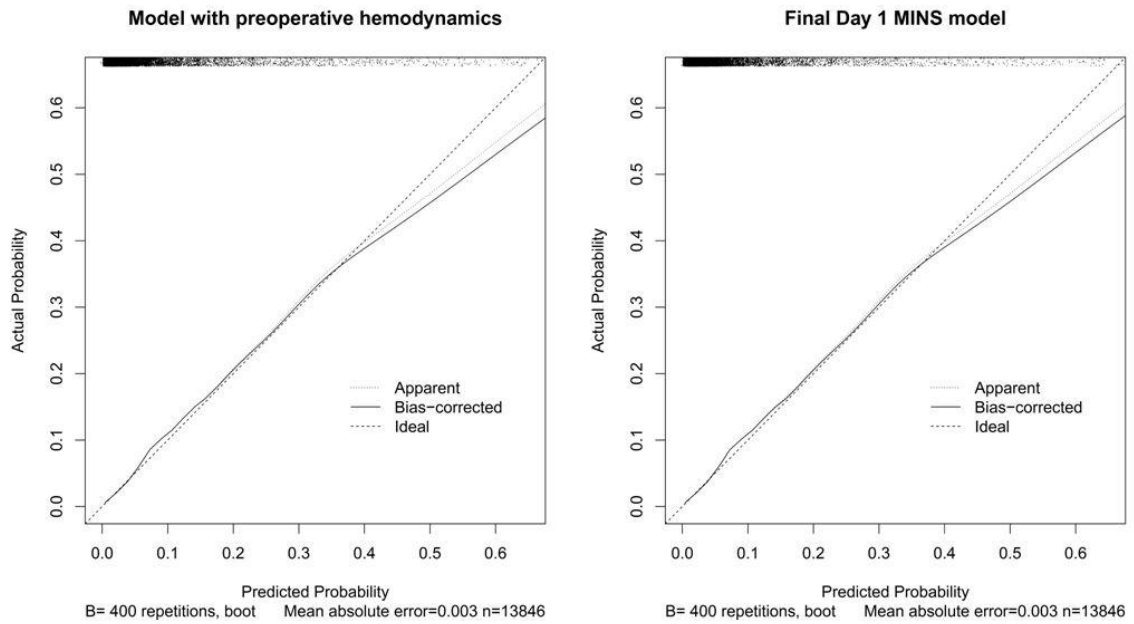 Model with preoperative hemodynamics
Actual Probability
0.6
0.5
0.4
0.3
0.2
0.1
0.0
Apparent
Bias-corrected
Ideal
0.0 0.1 0.2 0.3 0.4 0.5 0.6
Predicted Probability
B= 400 repetitions, boot Mean absolute error=0.003 n=13846
Final Day 1 MINS model
Actual Probability
0.6
0.5
0.4
0.3
0.2
0.1
0.0
Apparent
Bias-corrected
Ideal
0.0 0.1 0.2 0.3 0.4 0.5 0.6
Predicted Probability
B= 400 repetitions, boot Mean absolute error=0.003 n=13846